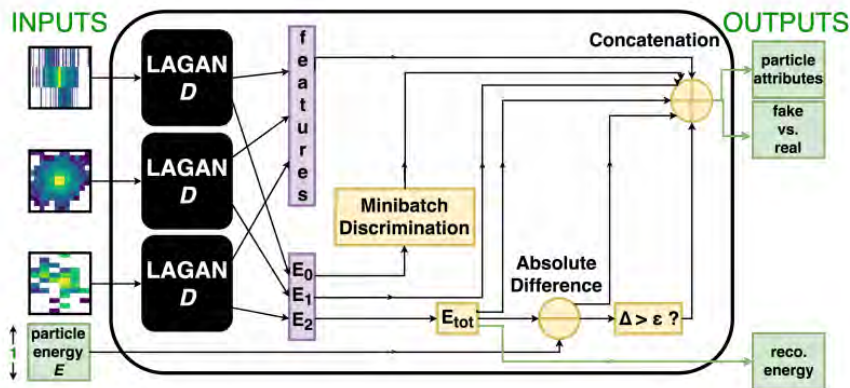 INPUTS
OUTPUTS
LAGAN
D
LAGAN
D
LAGAN
D
particle
energy
E
1
features
E0
E1
E2
Minibatch
Discrimination
Etot
Absolute
Difference
Δ > ε ?
Concatenation
particle
attributes
fake
vs.
real
reco.
energy